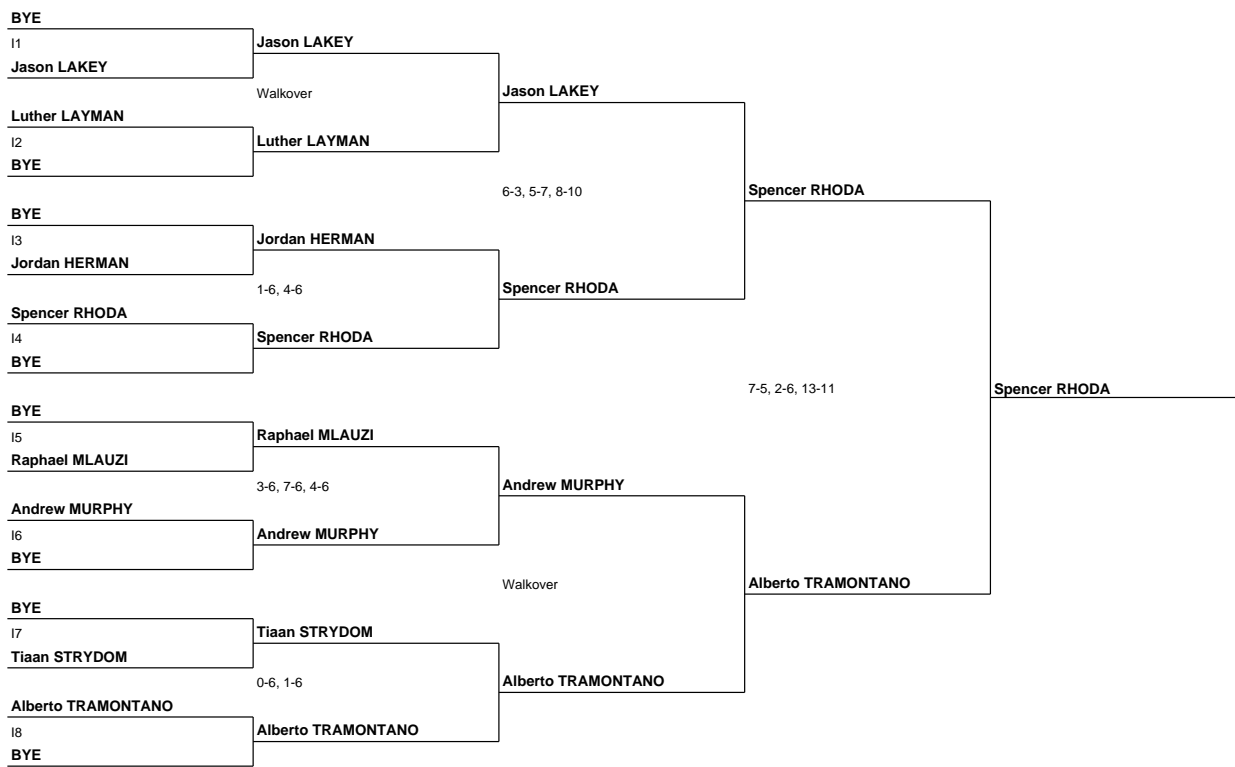 BYE
I1
Jason LAKEY
Luther LAYMAN
I2
BYE
BYE
I3
Jordan HERMAN
Spencer RHODA
I4
BYE
BYE
I5
Raphael MLAUZI
Andrew MURPHY
I6
BYE
BYE
I7
Tiaan STRYDOM
Alberto TRAMONTANO
I8
BYE
Jason LAKEY
Walkover
Luther LAYMAN
Jordan HERMAN
1-6, 4-6
Spencer RHODA
Raphael MLAUZI
3-6, 7-6, 4-6
Andrew MURPHY
Tiaan STRYDOM
0-6, 1-6
Alberto TRAMONTANO
Jason LAKEY
6-3, 5-7, 8-10
Spencer RHODA
Andrew MURPHY
Walkover
Alberto TRAMONTANO
Spencer RHODA
7-5, 2-6, 13-11
Alberto TRAMONTANO
Spencer RHODA